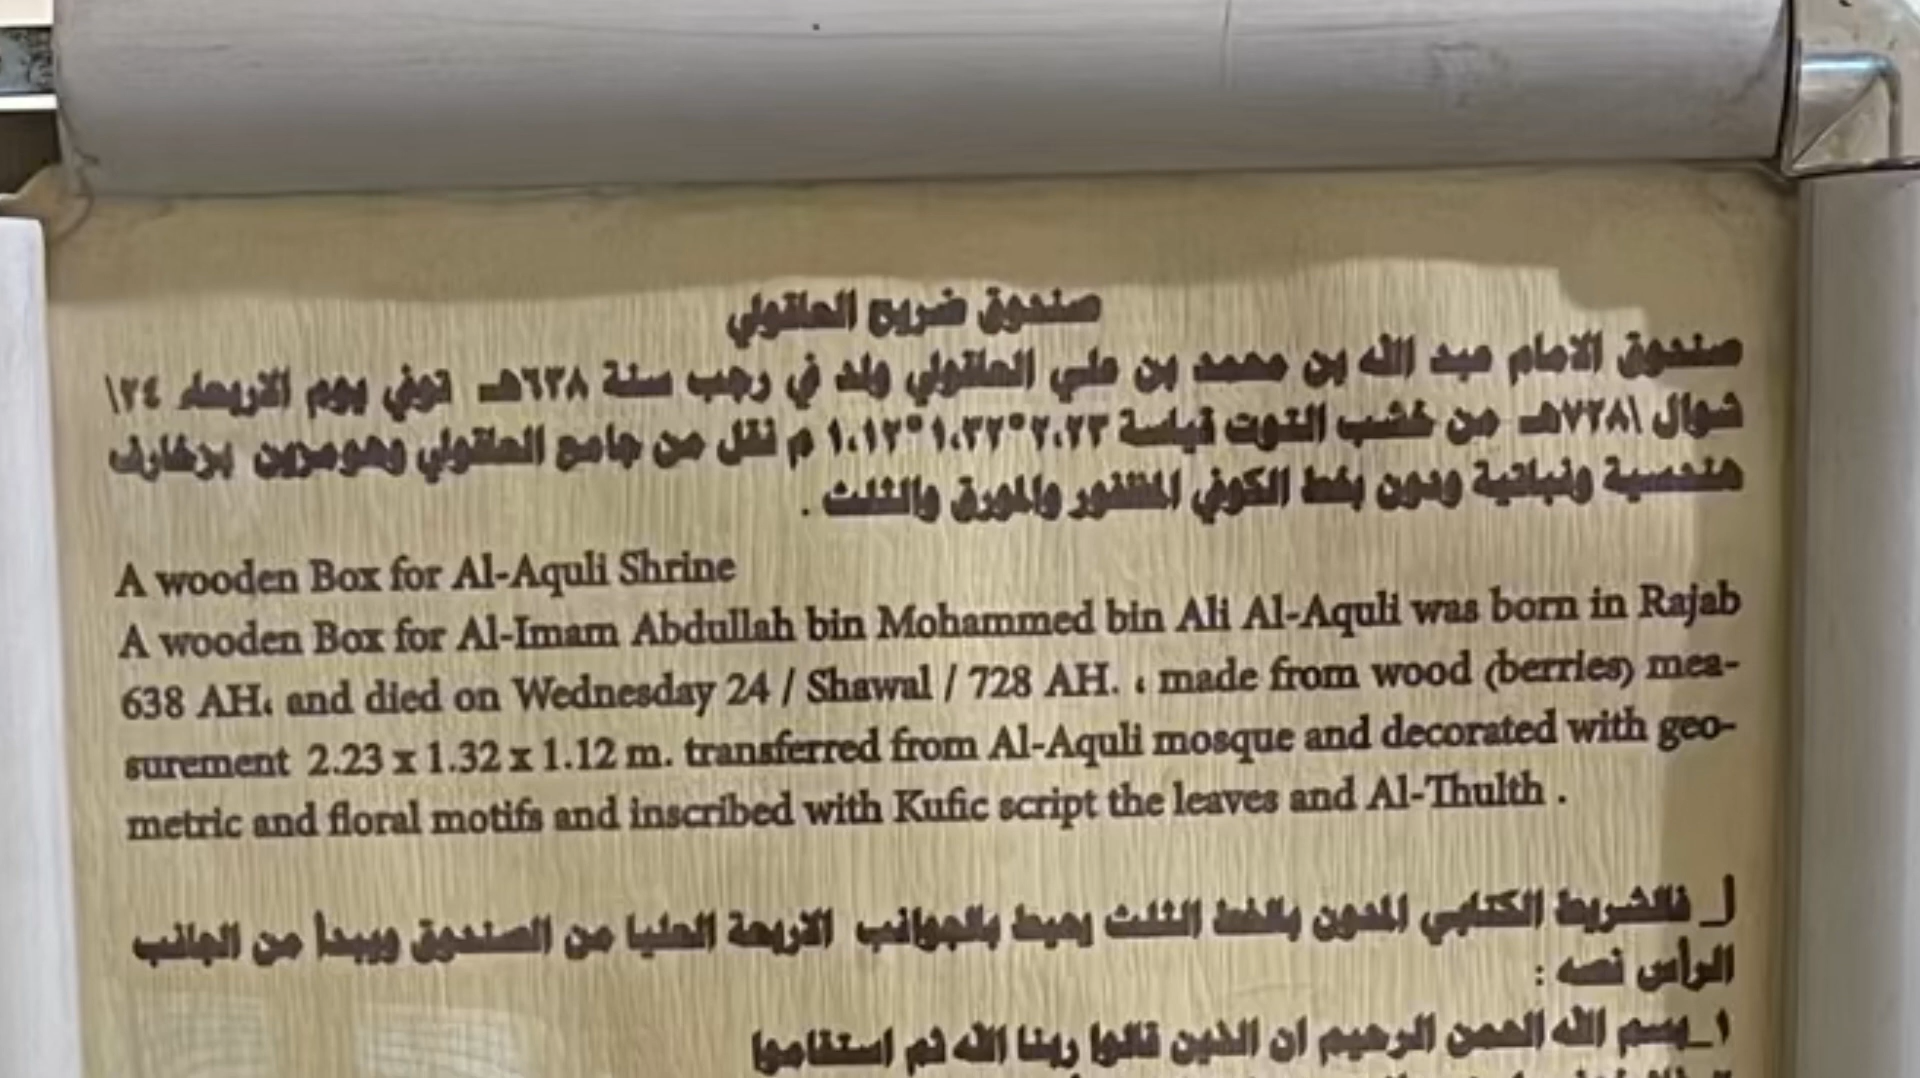 صندوق ضريح العاقولي
صندوق الامام عبد الله بن محمد بن علي العاقولي ولد في رجب سنة ٦٣٨هـ توفي يوم الاربعاء ٢٤\
شوال \٧٢٨هـ من خشب التوت قياسة ٢،٢٣*١،٣٢*١،١٢ م نقل من جامع العاقولي وهومزين بزخارف
هندسية ونباتية ودون بخط الكوفي المظفور والمورق والثلث .
A wooden Box for Al-Aquli Shrine
A wooden Box for Al-Imam Abdullah bin Mohammed bin Ali Al-Aquli was born in Rajab
638 AH، and died on Wednesday 24 / Shawal / 728 AH. ، made from wood (berries) mea-
surement 2.23 x 1.32 x 1.12 m. transferred from Al-Aquli mosque and decorated with geo-
metric and floral motifs and inscribed with Kufic script the leaves and Al-Thulth .
أ_ فالشريط الكتابي المدون بالخط الثلث يحيط بالجوانب الاربعة العليا من الصندوق ويبدأ من الجانب
الرأس نصه :
١_بسم الله الحمن الرحيم ان الذين قالوا ربنا الله ثم استقاموا